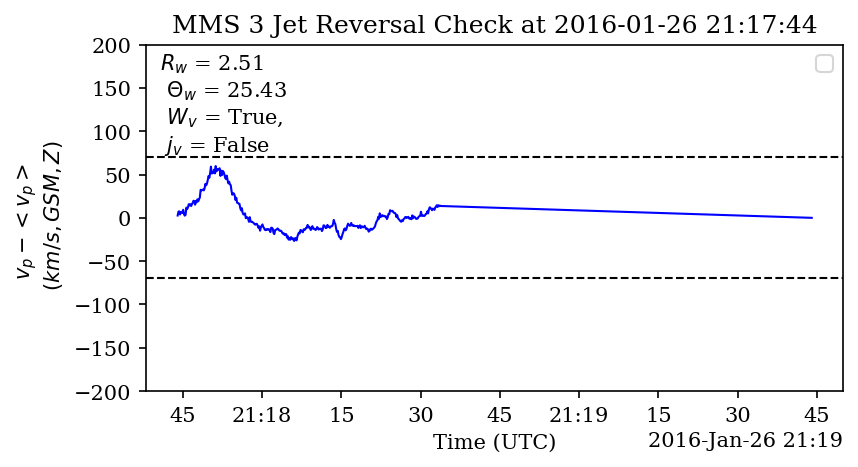 MMS 3 Jet Reversal Check at 2016-01-26 21:17:44
R_w = 2.51
Θ_w = 25.43
W_v = True,
j_v = False
v_p − < v_p >
(km/s, GSM, Z)
200
150
100
50
0
−50
−100
−150
−200
45 21:18 15 30 45 21:19 15 30 45
Time (UTC)
2016-Jan-26 21:19